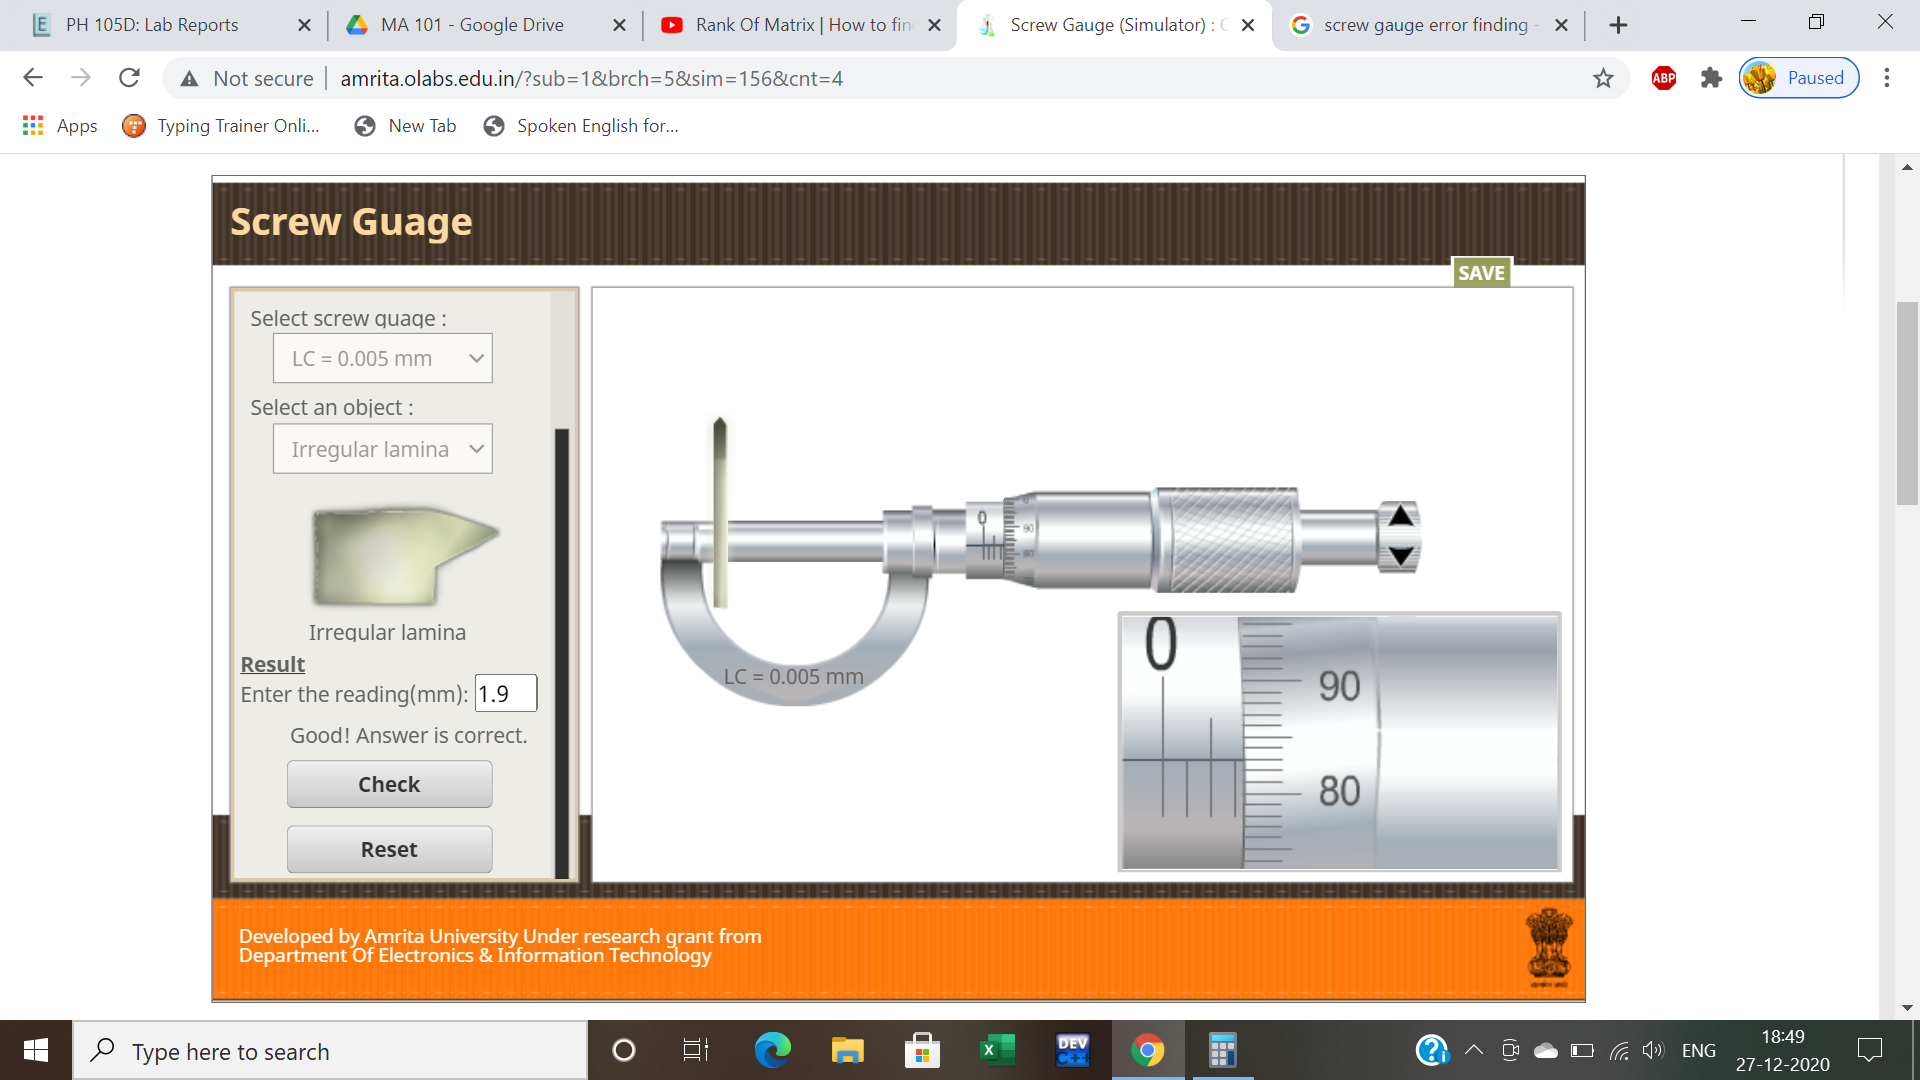 PH 105D: Lab Reports
MA 101 - Google Drive
Rank Of Matrix | How to fin
Screw Gauge (Simulator) :
screw gauge error finding -
Not secure
amrita.olabs.edu.in/?sub=1&brch=5&sim=156&cnt=4
ABP
Paused
Apps
Typing Trainer Onli...
New Tab
Spoken English for...
Screw Guage
SAVE
Select screw guage :
LC = 0.005 mm
Select an object :
Irregular lamina
Irregular lamina
Result
Enter the reading(mm): 1.9
Good! Answer is correct.
Check
Reset
0
90
80
LC = 0.005 mm
0
90
80
Developed by Amrita University Under research grant from
Department Of Electronics & Information Technology
Type here to search
DEV
C++
ENG
18:49
27-12-2020